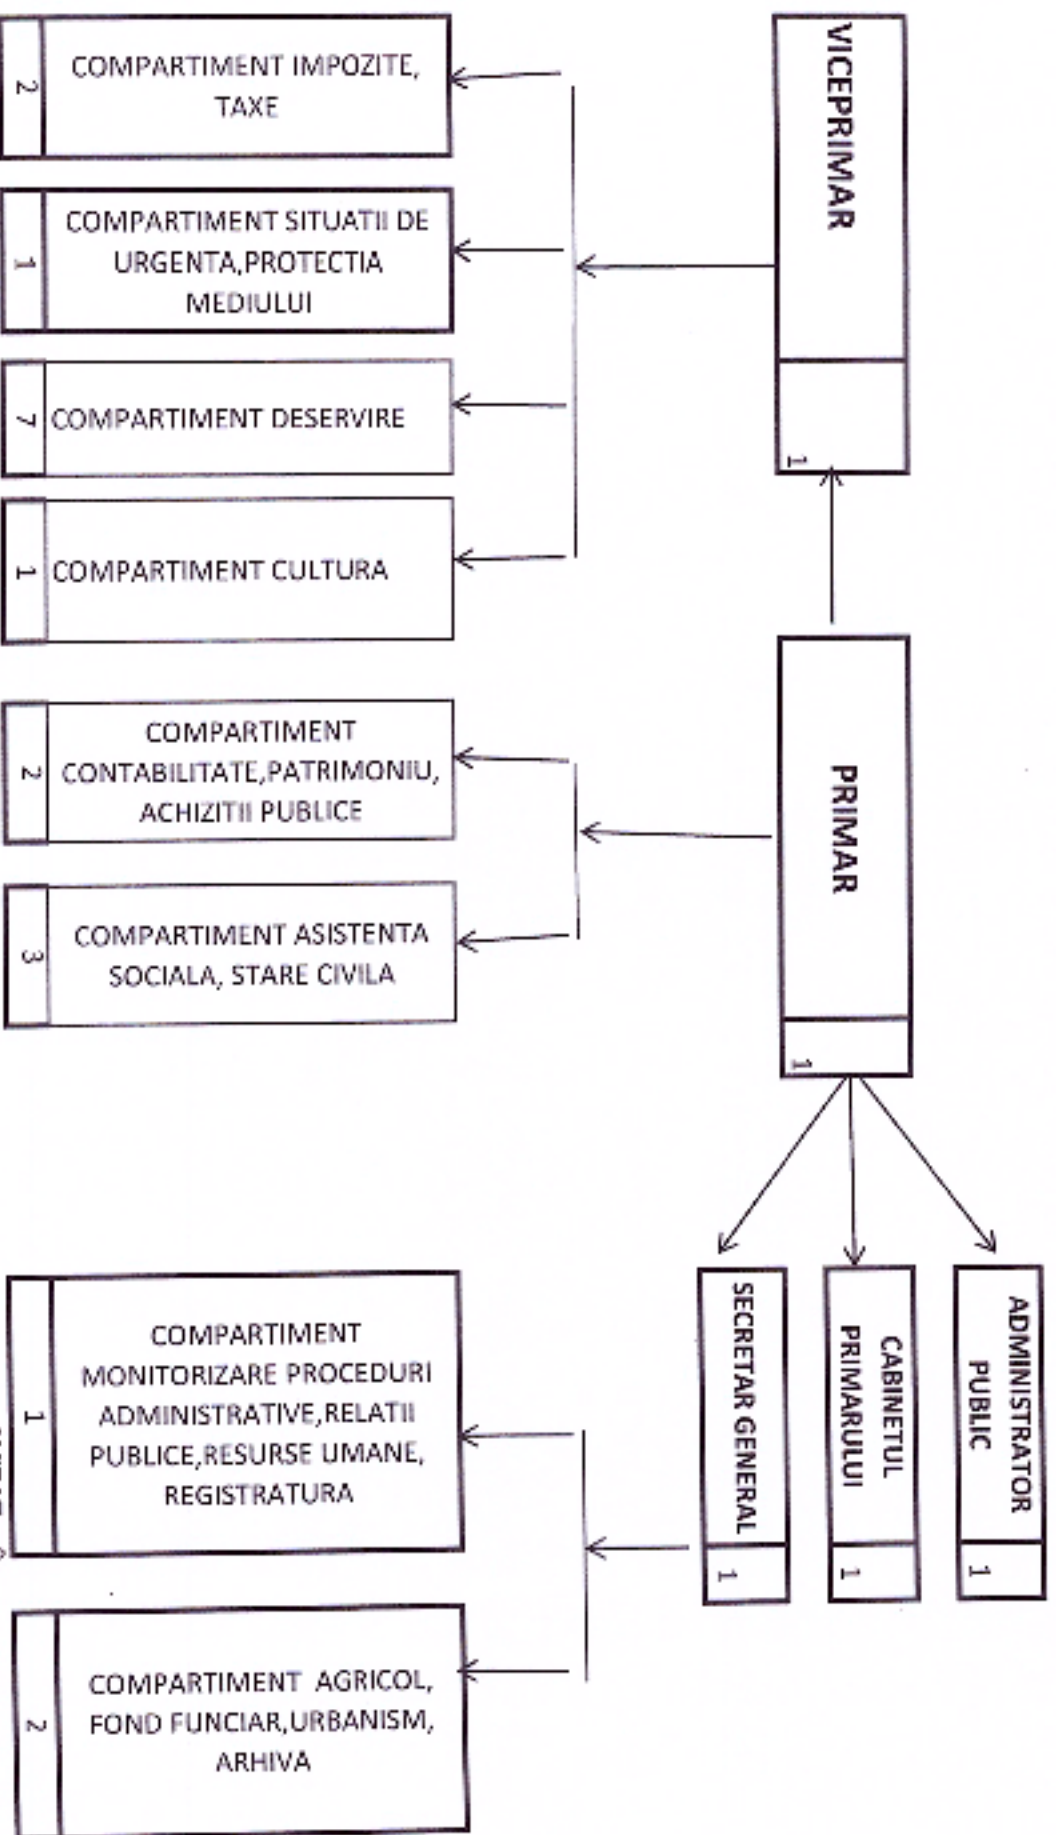 VICEPRIMAR
1
PRIMAR
1
ADMINISTRATOR
PUBLIC
1
CABINETUL
PRIMARULUI
1
SECRETAR GENERAL
1
COMPARTIMENT IMPOZITE,
TAXE
2
COMPARTIMENT SITUATII DE
URGENTA,PROTECTIA
MEDIULUI
1
COMPARTIMENT DESERVIRE
7
COMPARTIMENT CULTURA
1
COMPARTIMENT
CONTABILITATE,PATRIMONIU,
ACHIZITII PUBLICE
2
COMPARTIMENT ASISTENTA
SOCIALA, STARE CIVILA
3
COMPARTIMENT
MONITORIZARE PROCEDURI
ADMINISTRATIVE,RELATII
PUBLICE,RESURSE UMANE,
REGISTRATURA
1
COMPARTIMENT AGRICOL,
FOND FUNCIAR,URBANISM,
ARHIVA
2